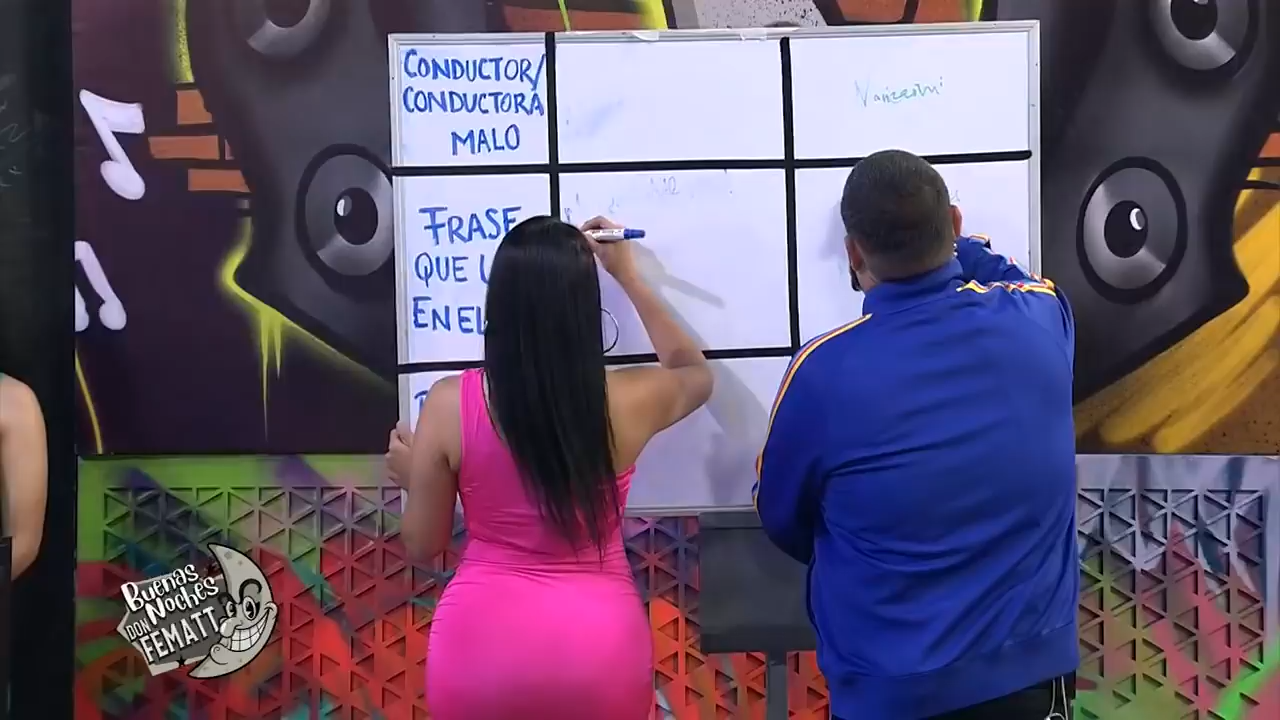 CONDUCTOR/
CONDUCTORA
MALO
FRASE
QUE
EN EL
Buenas
Noches
DON
FEMATT